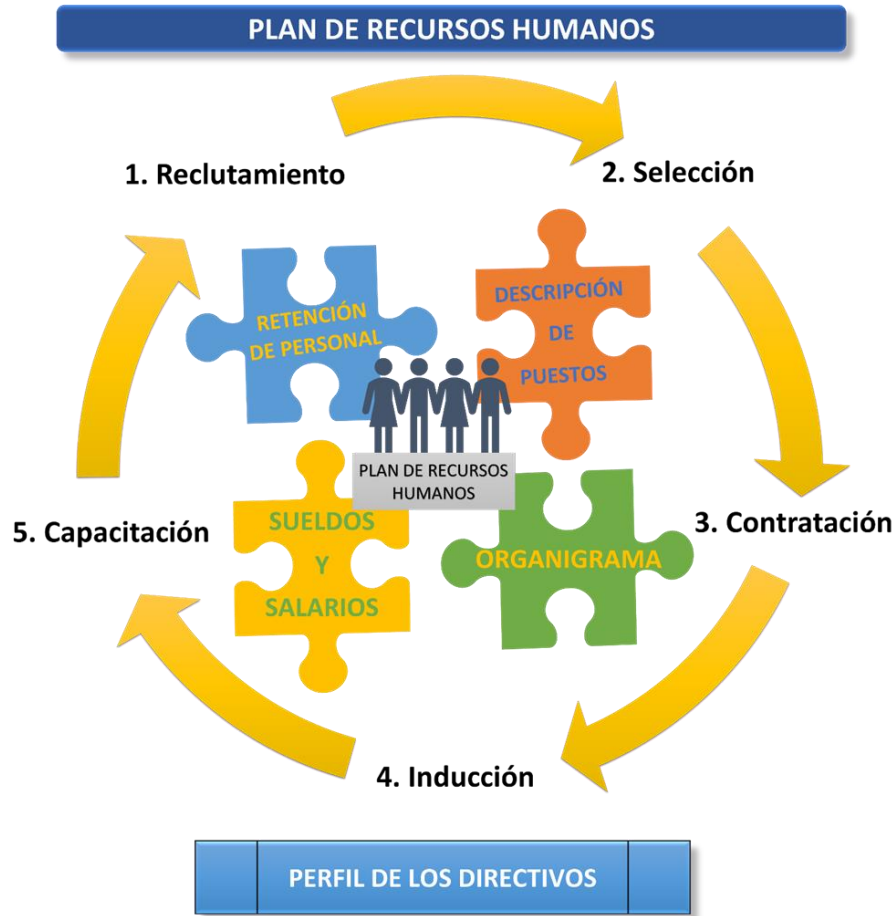 PLAN DE RECURSOS HUMANOS
1. Reclutamiento
2. Selección
RETENCIÓN
DE PERSONAL
DESCRIPCIÓN
DE
PUESTOS
PLAN DE RECURSOS
HUMANOS
5. Capacitación
3. Contratación
SUELDOS
Y
SALARIOS
ORGANIGRAMA
4. Inducción
PERFIL DE LOS DIRECTIVOS